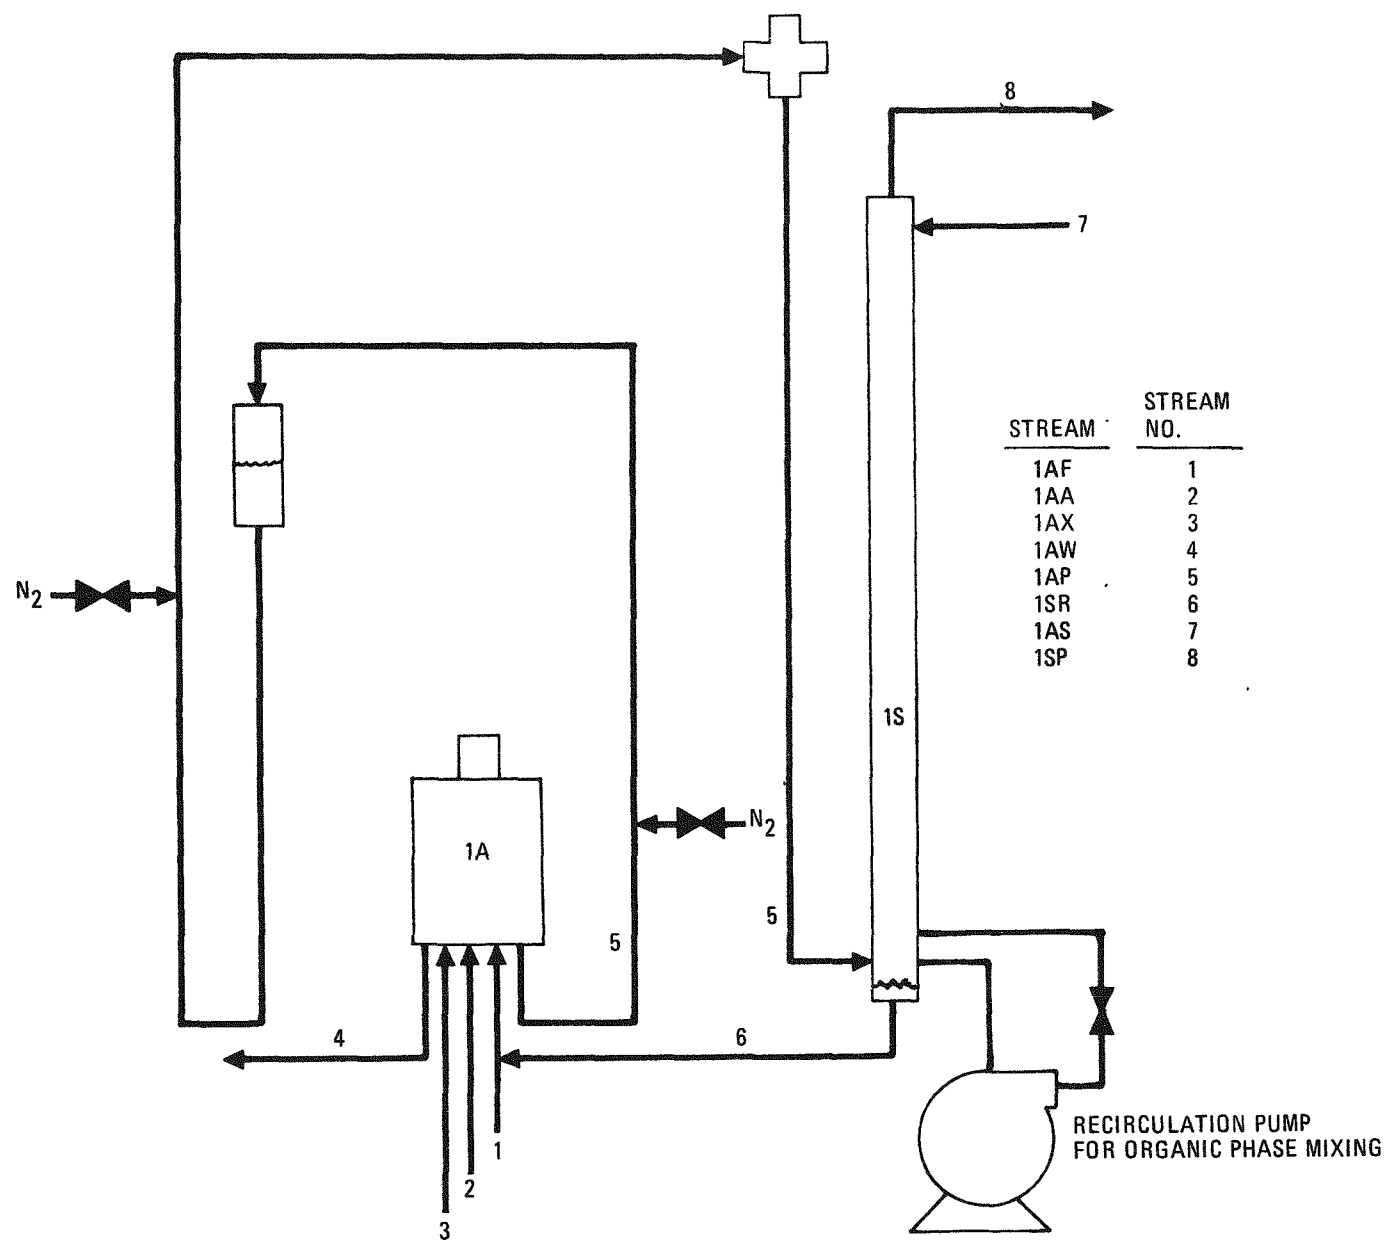 8
7
STREAM
STREAM NO.
1AF 1
1AA 2
1AX 3
1AW 4
1AP 5
1SR 6
1AS 7
1SP 8
N2
1S
N2
1A
5
5
4
6
RECIRCULATION PUMP
FOR ORGANIC PHASE MIXING
1
2
3